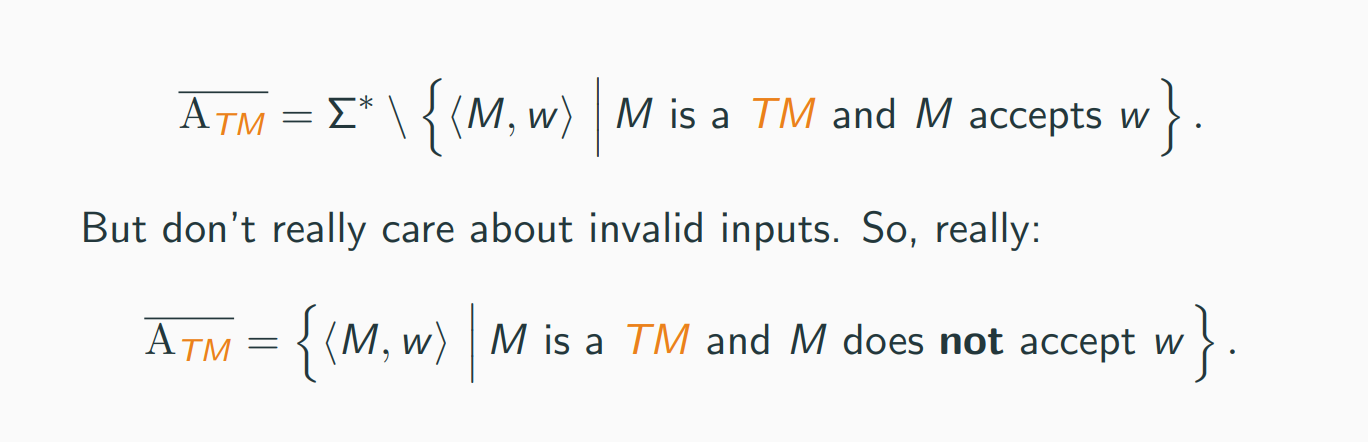 $\overline{\mathrm{A}_{TM}} = \Sigma^* \setminus \left\{ \langle M, w \rangle \,\middle|\, M \text{ is a } TM \text{ and } M \text{ accepts } w \right\}.$
But don't really care about invalid inputs. So, really:
$\overline{\mathrm{A}_{TM}} = \left\{ \langle M, w \rangle \,\middle|\, M \text{ is a } TM \text{ and } M \text{ does \textbf{not} accept } w \right\}.$